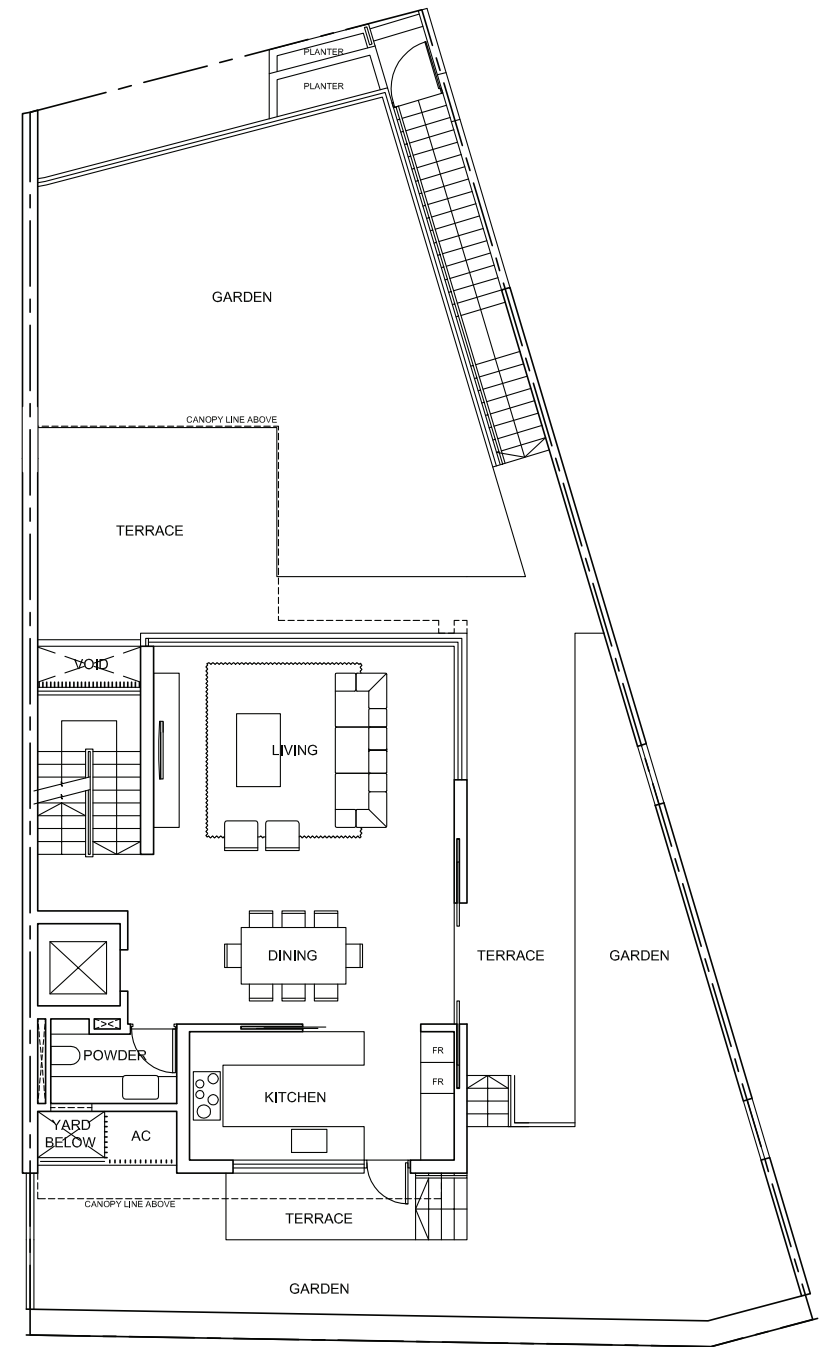 PLANTER
PLANTER
GARDEN
CANOPY LINE ABOVE
TERRACE
VOID
LIVING
DINING
TERRACE
GARDEN
><
POWDER
FR
FR
KITCHEN
YARD
BELOW
AC
CANOPY LINE ABOVE
TERRACE
GARDEN